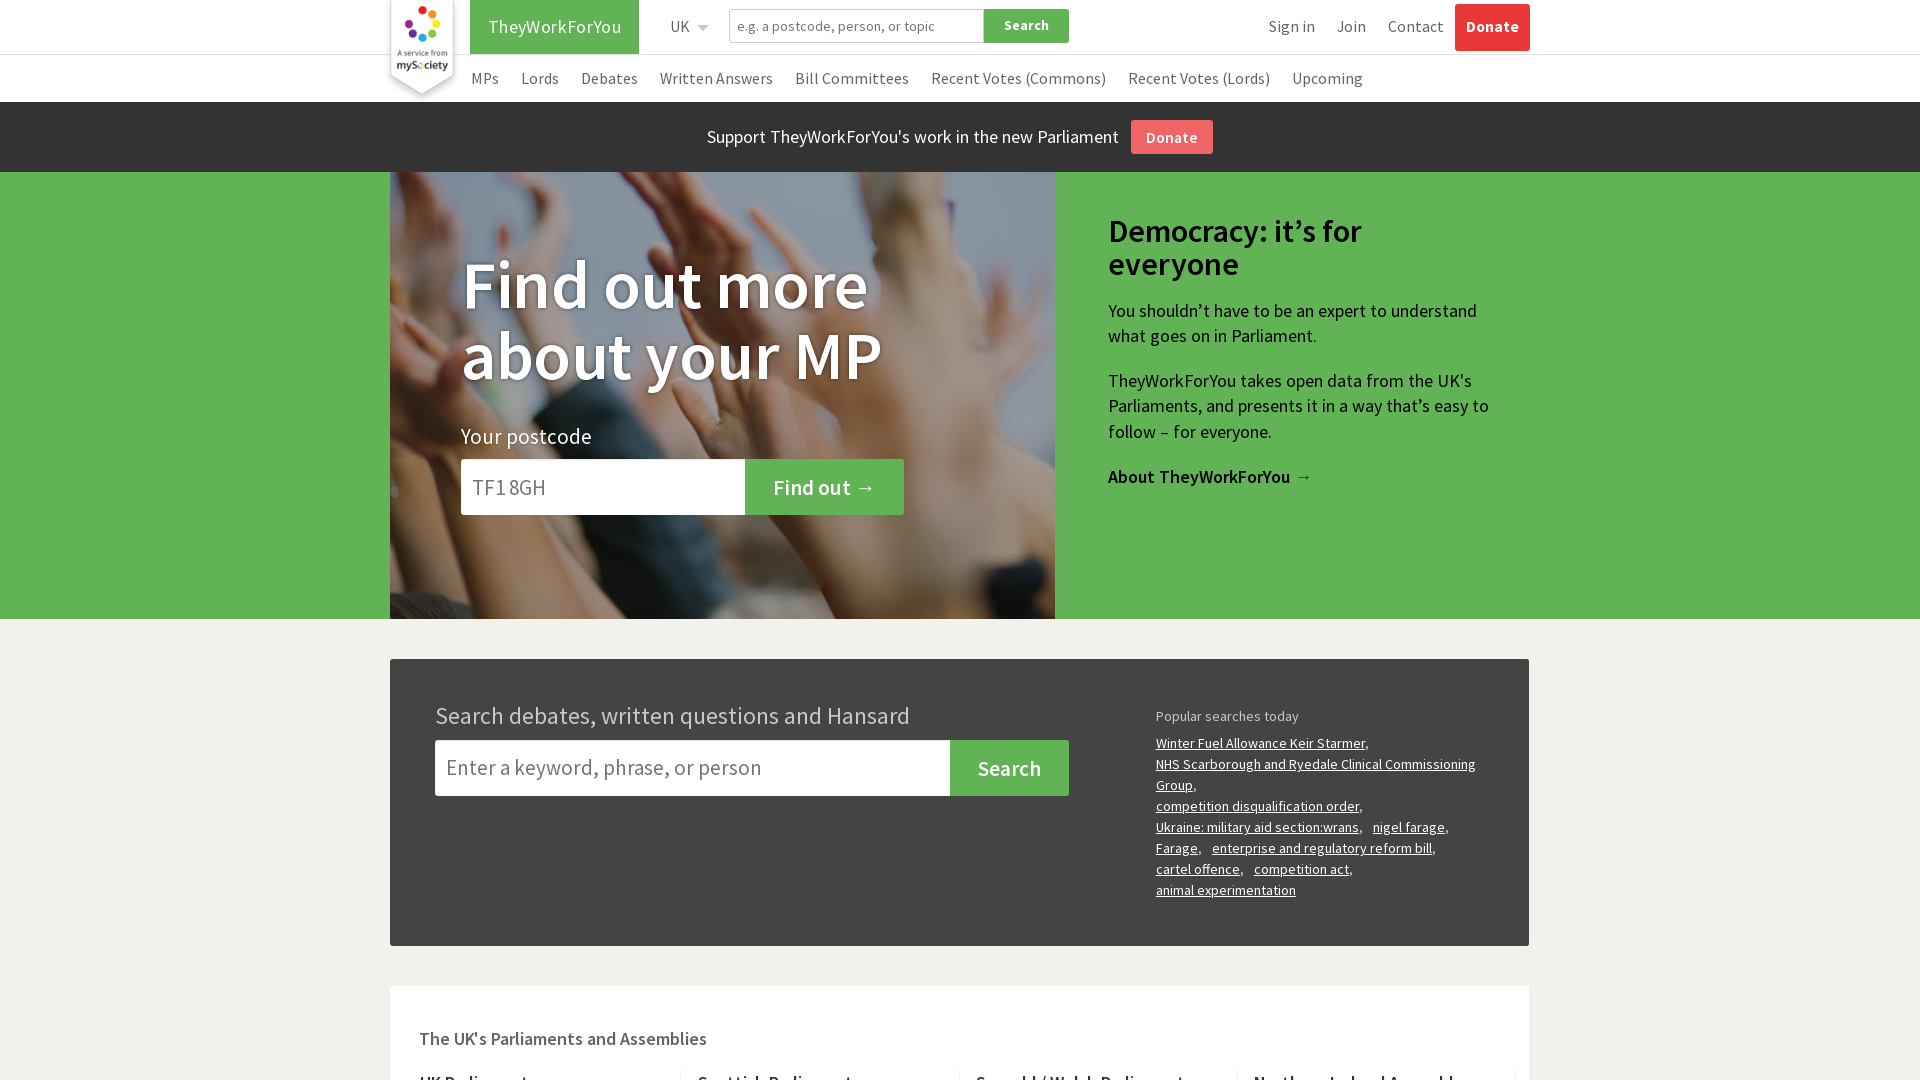 A service from
mySociety
TheyWorkForYou
UK
e.g. a postcode, person, or topic
Search
Sign in
Join
Contact
Donate
MPs
Lords
Debates
Written Answers
Bill Committees
Recent Votes (Commons)
Recent Votes (Lords)
Upcoming
Support TheyWorkForYou's work in the new Parliament
Donate
Find out more
about your MP
Your postcode
TF1 8GH
Find out →
Democracy: it’s for
everyone
You shouldn’t have to be an expert to understand
what goes on in Parliament.
TheyWorkForYou takes open data from the UK's
Parliaments, and presents it in a way that’s easy to
follow – for everyone.
About TheyWorkForYou →
Search debates, written questions and Hansard
Enter a keyword, phrase, or person
Search
Popular searches today
Winter Fuel Allowance Keir Starmer,
NHS Scarborough and Ryedale Clinical Commissioning
Group,
competition disqualification order,
Ukraine: military aid section:wrans, nigel farage,
Farage, enterprise and regulatory reform bill,
cartel offence, competition act,
animal experimentation
The UK's Parliaments and Assemblies
UK Parliament
Scottish Parliament